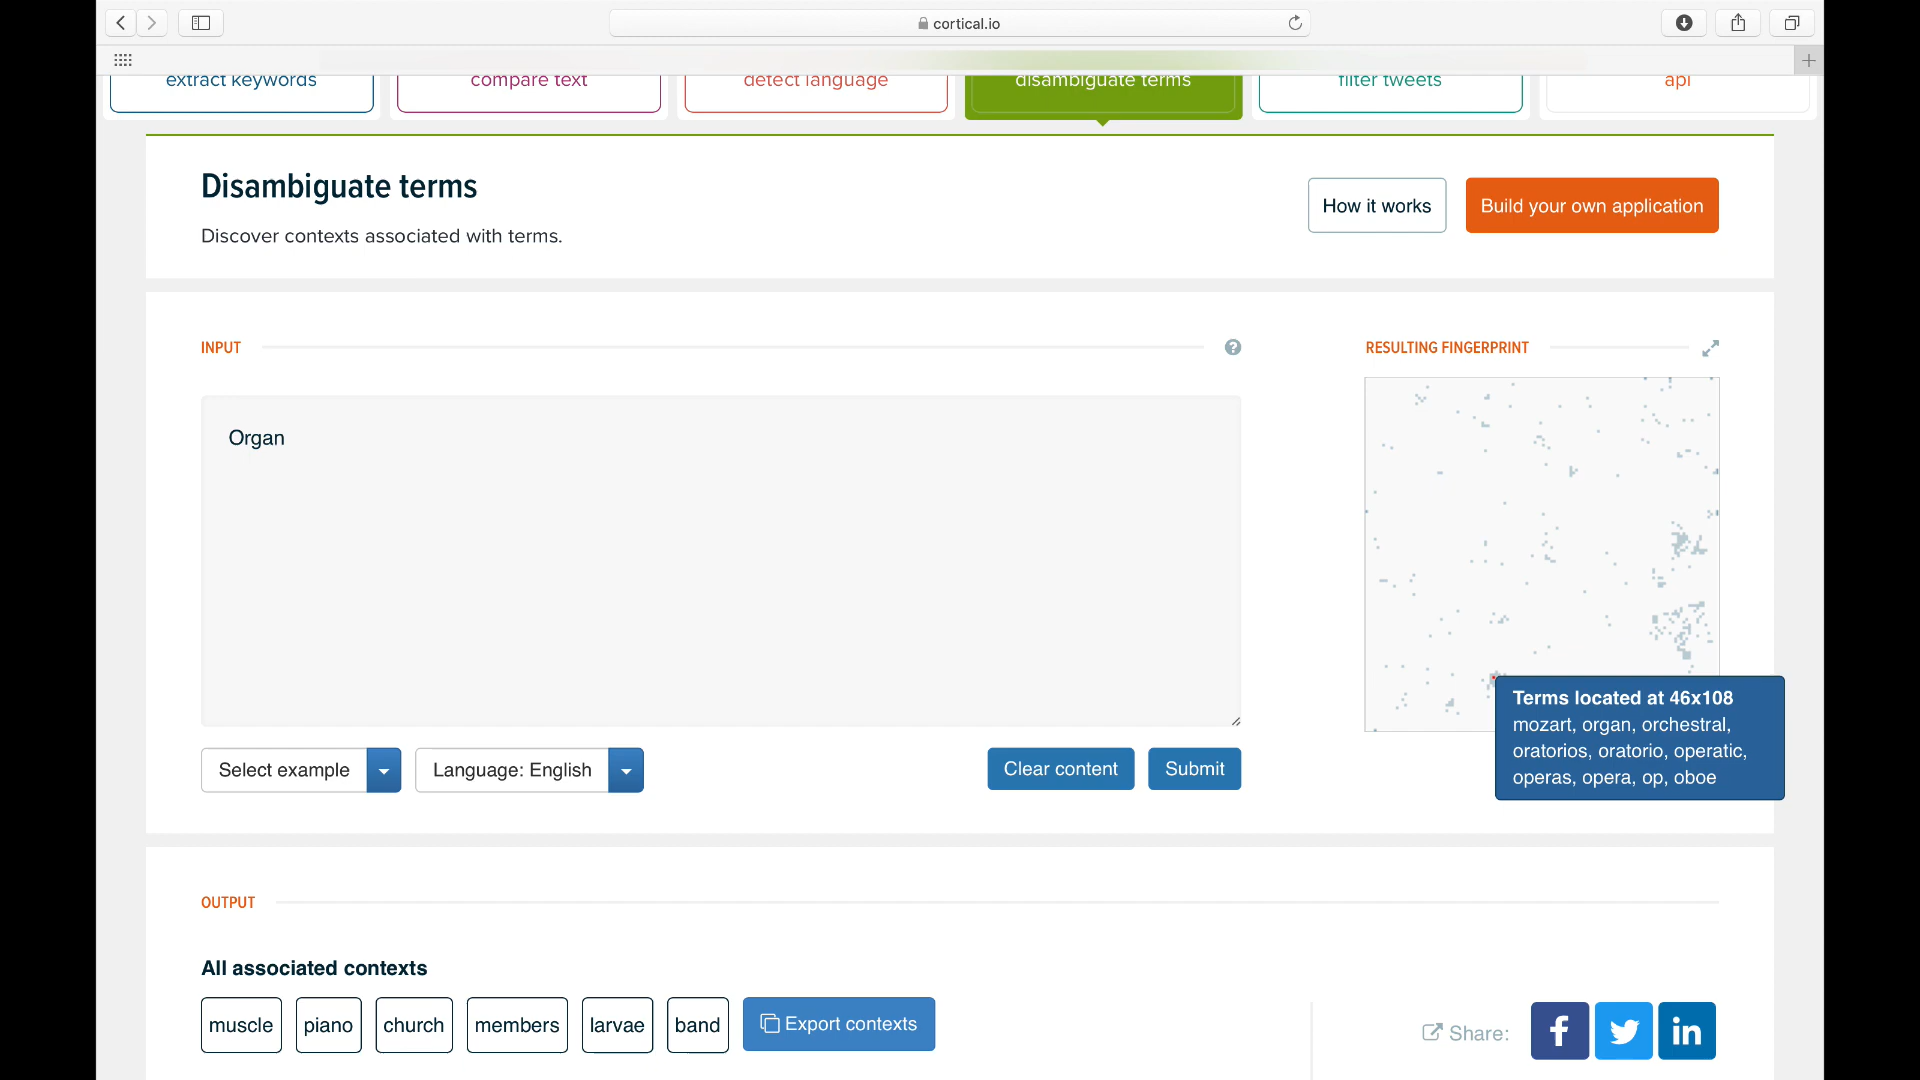 cortical.io
extract keywords
compare text
detect language
disambiguate terms
filter tweets
api
Disambiguate terms
Discover contexts associated with terms.
How it works
Build your own application
INPUT
?
RESULTING FINGERPRINT
Organ
Terms located at 46x108
mozart, organ, orchestral,
oratorios, oratorio, operatic,
operas, opera, op, oboe
Select example
Language: English
Clear content
Submit
OUTPUT
All associated contexts
muscle
piano
church
members
larvae
band
Export contexts
Share:
f
in